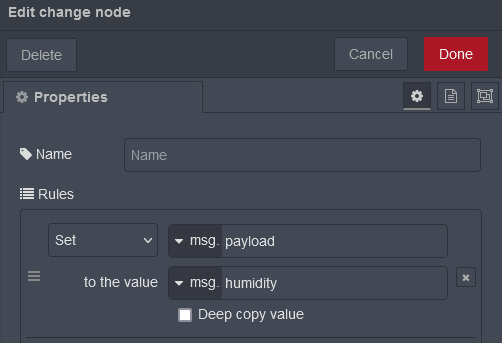 Edit change node
Delete
Cancel
Done
Properties
Name
Name
Rules
Set
msg. payload
to the value
msg. humidity
Deep copy value